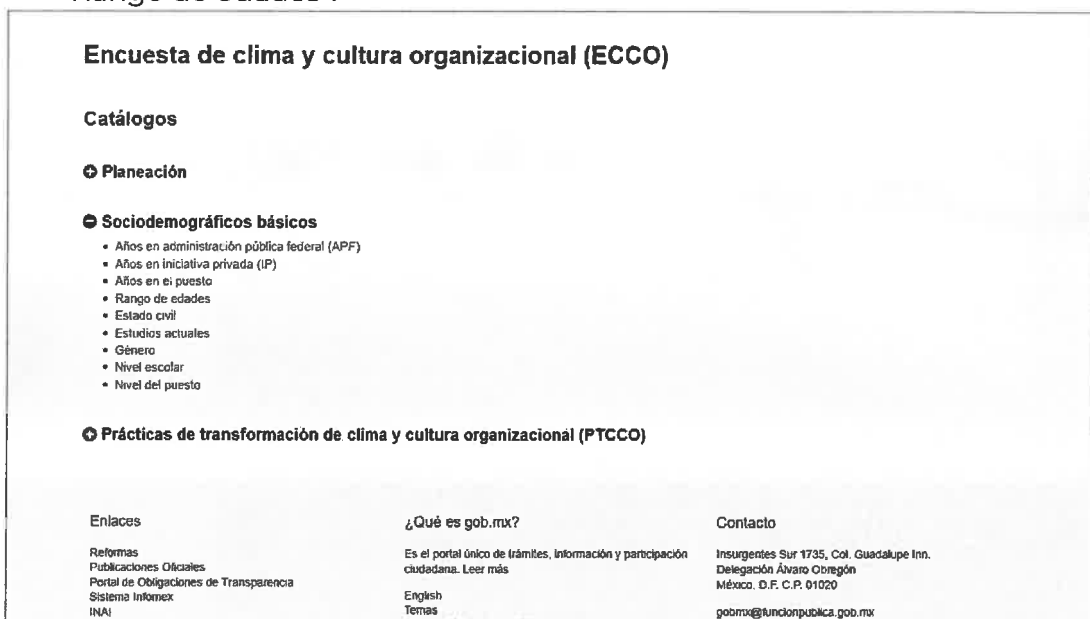 Rango de edades .
Encuesta de clima y cultura organizacional (ECCO)
Catálogos
Planeación
Sociodemográficos básicos
• Años en administración pública federal (APF)
• Años en iniciativa privada (IP)
• Años en el puesto
• Rango de edades
• Estado civil
• Estudios actuales
• Género
• Nivel escolar
• Nivel del puesto
Prácticas de transformación de clima y cultura organizacional (PTCCO)
Enlaces
Reformas
Publicaciones Oficiales
Portal de Obligaciones de Transparencia
Sistema Infomex
INAI
¿Qué es gob.mx?
Es el portal único de trámites, información y participación
ciudadana. Leer más
English
Temas
Contacto
Insurgentes Sur 1735, Col. Guadalupe Inn.
Delegación Álvaro Obregón
México, D.F. C.P. 01020
gobmx@funcionpublica.gob.mx